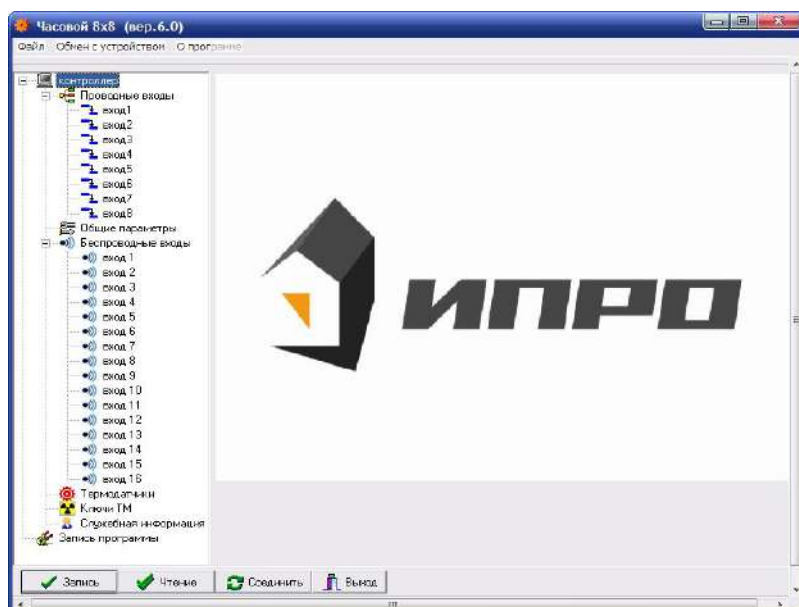 Часовой 8x8 (вер.6.0)
Файл Обмен с устройством О программе
контроллер
Проводные входы
вход1
вход2
вход3
вход4
вход5
вход6
вход7
вход8
Общие параметры
Беспроводные входы
вход 1
вход 2
вход 3
вход 4
вход 5
вход 6
вход 7
вход 8
вход 9
вход 10
вход 11
вход 12
вход 13
вход 14
вход 15
вход 16
Термодатчики
Ключи ТМ
Служебная информация
Запись программы
ИПРО
Запись Чтение Соединить Выход